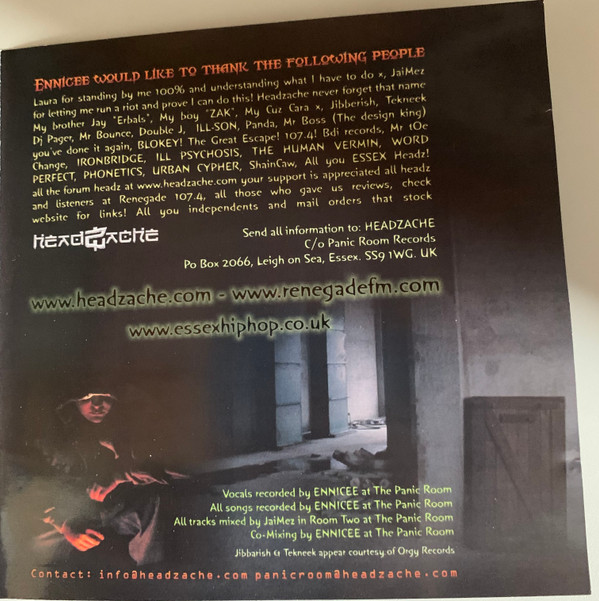 ENNICEE WOULD LIKE TO THANK THE FOLLOWING PEOPLE
Laura for standing by me 100% and understanding what I have to do x, JaiMez
for letting me run a riot and prove I can do this! Headzache never forget that name
My brother Jay "Erbals", My boy "ZAK", My Cuz Cara x, Jibberish, Tekneek
Dj Pager, Mr Bounce, Double J, ILL-SON, Panda, Mr Boss (The design king)
you've done it again, BLOKEY! The Great Escape! 107.4! Bdi records, Mr tOe
Change, IRONBRIDGE, ILL PSYCHOSIS, THE HUMAN VERMIN, WORD
PERFECT, PHONETICS, URBAN CYPHER, ShainCaw, All you ESSEX Headz!
all the forum headz at www.headzache.com your support is appreciated all headz
and listeners at Renegade 107.4, all those who gave us reviews, check
website for links! All you independents and mail orders that stock
HEADZACHE
Send all information to: HEADZACHE
C/o Panic Room Records
Po Box 2066, Leigh on Sea, Essex. SS9 1WG. UK
www.headzache.com - www.renegadefm.com
www.essexhiphop.co.uk
Vocals recorded by ENNICEE at The Panic Room
All songs recorded by ENNICEE at The Panic Room
All tracks mixed by JaiMez in Room Two at The Panic Room
Co-Mixing by ENNICEE at The Panic Room
Jibbarish & Tekneek appear courtesy of Orgy Records
Contact: info@headzache.com panicroom@headzache.com